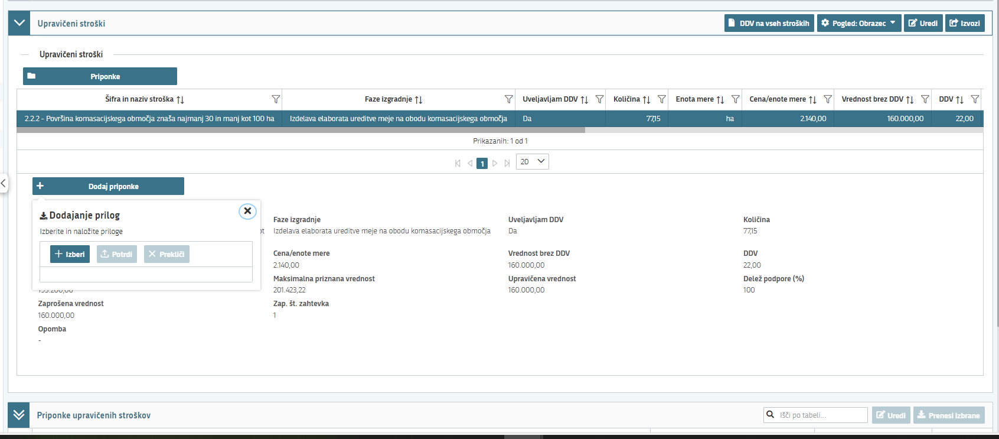 Upravičeni stroški
DDV na vseh stroških
Pogled: Obrazec
Uredi
Izvozi
Upravičeni stroški
Priponke
Šifra in naziv stroška
Faze izgradnje
Uveljavljam DDV
Količina
Enota mere
Cena/enote mere
Vrednost brez DDV
DDV
2.2.2 - Površina komasacijskega območja znaša najmanj 30 in manj kot 100 ha
Izdelava elaborata ureditve meje na obodu komasacijskega območja
Da
77,15
ha
2.140,00
160.000,00
22,00
Prikazanih: 1 od 1
1
20
Dodaj priponke
Dodajanje prilog
Izberite in naložite priloge
Izberi
Potrdi
Prekliči
Faze izgradnje
Izdelava elaborata ureditve meje na obodu komasacijskega območja
Uveljavljam DDV
Da
Količina
77,15
Cena/enote mere
2.140,00
Vrednost brez DDV
160.000,00
DDV
22,00
Maksimalna priznana vrednost
201.423,22
Upravičena vrednost
160.000,00
Delež podpore (%)
100
Zaprošena vrednost
160.000,00
Zap. št. zahtevka
1
Opomba
-
Priponke upravičenih stroškov
Išči po tabeli...
Uredi
Prenesi izbrane